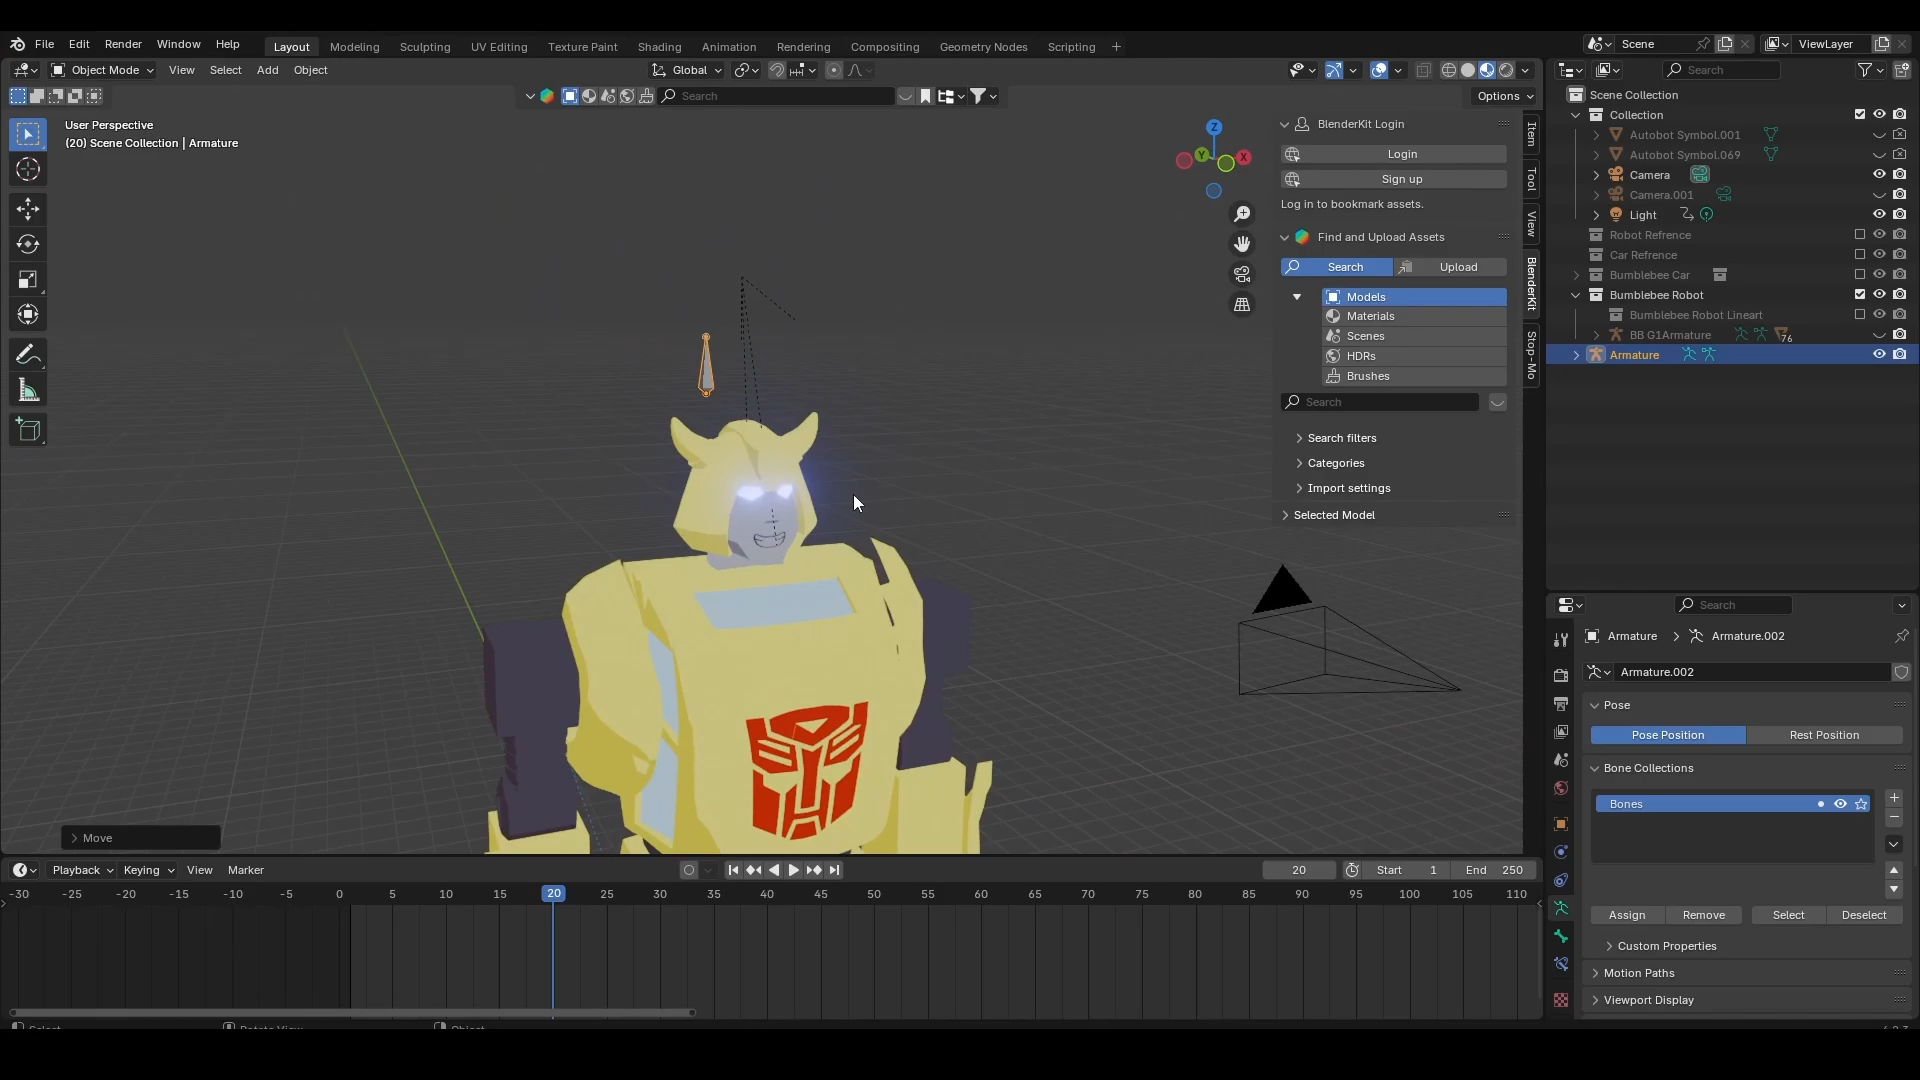 File Edit Render Window Help Layout Modeling Sculpting UV Editing Texture Paint Shading Animation Rendering Compositing Geometry Nodes Scripting + Scene ViewLayer
Object Mode View Select Add Object Global Search
Search Options
User Perspective
(20) Scene Collection | Armature
Z
Y
X
BlenderKit Login
Login
Sign up
Log in to bookmark assets.
Find and Upload Assets
Search Upload
Models
Materials
Scenes
HDRs
Brushes
Search
Search filters
Categories
Import settings
Selected Model
Item
Tool
View
BlenderKit
Stop-Mo
Scene Collection
Collection
Autobot Symbol.001
Autobot Symbol.069
Camera
Camera.001
Light
Robot Refrence
Car Refrence
Bumblebee Car
Bumblebee Robot
Bumblebee Robot Lineart
BB G1Armature 76
Armature
Search
Armature > Armature.002
Armature.002
Pose
Pose Position Rest Position
Bone Collections
Bones
Assign Remove Select Deselect
Custom Properties
Motion Paths
Viewport Display
Move
Playback Keying View Marker 20 Start 1 End 250
-30 -25 -20 -15 -10 -5 0 5 10 15 20 25 30 35 40 45 50 55 60 65 70 75 80 85 90 95 100 105 110